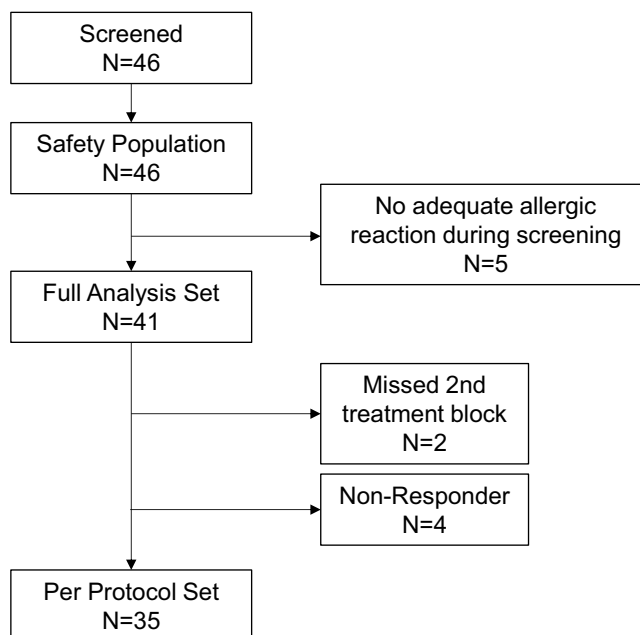 Screened
N=46
Safety Population
N=46
No adequate allergic
reaction during screening
N=5
Full Analysis Set
N=41
Missed 2nd
treatment block
N=2
Non-Responder
N=4
Per Protocol Set
N=35